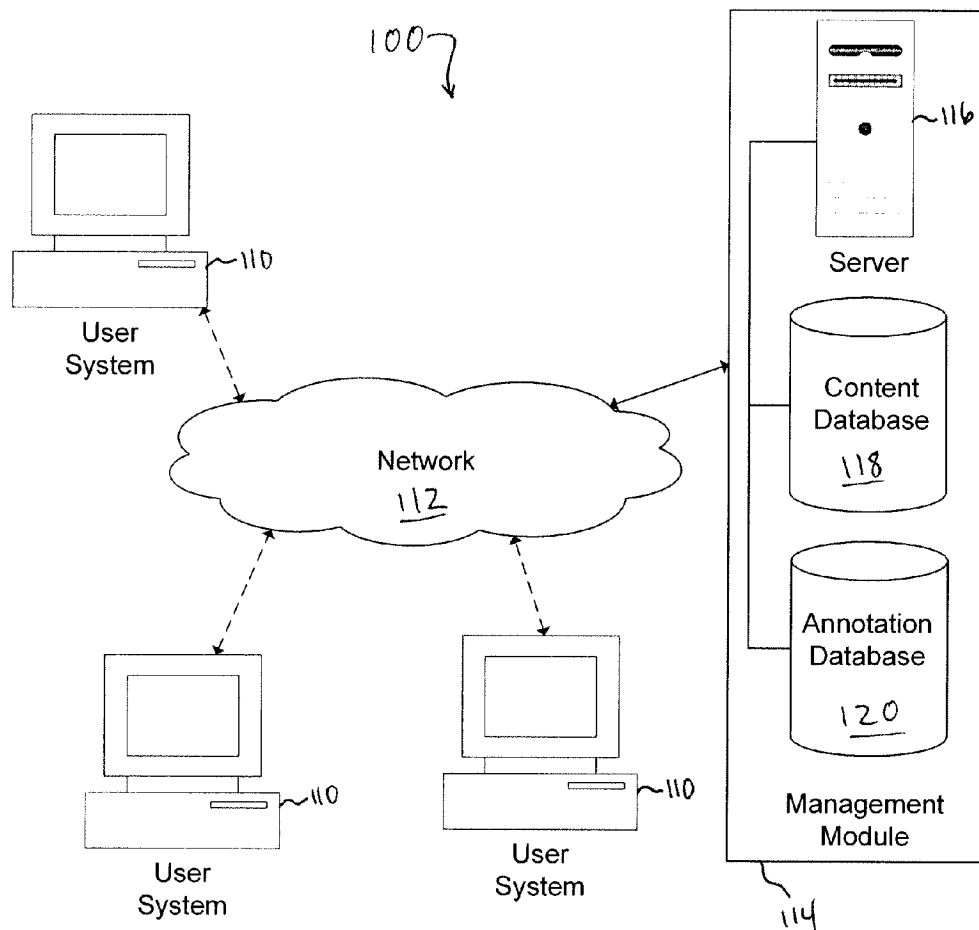 100
116
Server
110
User
System
Content
Database
118
Network
112
Annotation
Database
120
110
User
System
110
User
System
Management
Module
114